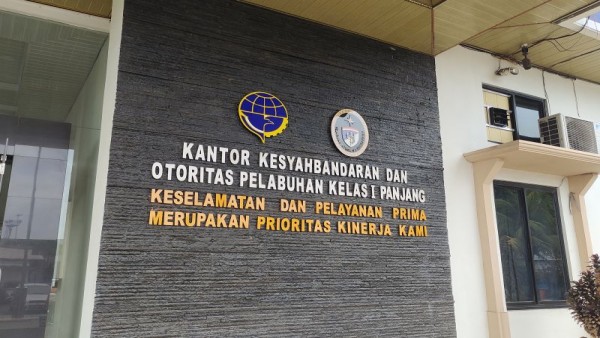 KANTOR KESYAHBANDARAN DAN
OTORITAS PELABUHAN KELAS I PANJANG
KESELAMATAN DAN PELAYANAN PRIMA
MERUPAKAN PRIORITAS KINERJA KAMI